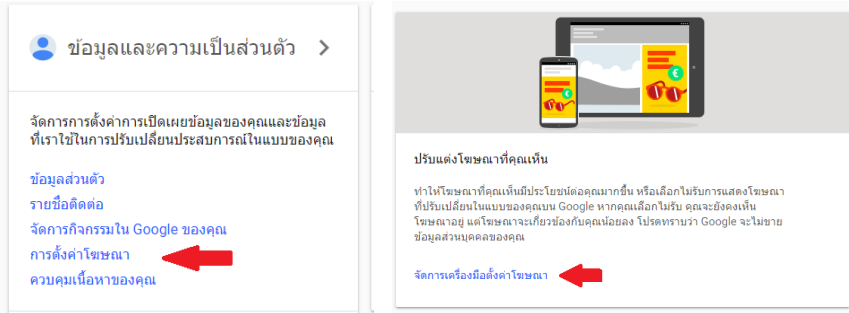 ข้อมูลและความเป็นส่วนตัว
จัดการการตั้งค่าการเปิดเผยข้อมูลของคุณและข้อมูล
ที่เราใช้ในการปรับเปลี่ยนประสบการณ์ในแบบของคุณ
ข้อมูลส่วนตัว
รายชื่อติดต่อ
จัดการกิจกรรมใน Google ของคุณ
การตั้งค่าโฆษณา
ควบคุมเนื้อหาของคุณ
€
€
ปรับแต่งโฆษณาที่คุณเห็น
ทำให้โฆษณาที่คุณเห็นมีประโยชน์ต่อคุณมากขึ้น หรือเลือกไม่รับการแสดงโฆษณา
ที่ปรับเปลี่ยนในแบบของคุณบน Google หากคุณเลือกไม่รับ คุณจะยังคงเห็น
โฆษณาอยู่ แต่โฆษณาจะเกี่ยวข้องกับคุณน้อยลง โปรดทราบว่า Google จะไม่ขาย
ข้อมูลส่วนบุคคลของคุณ
จัดการเครื่องมือตั้งค่าโฆษณา